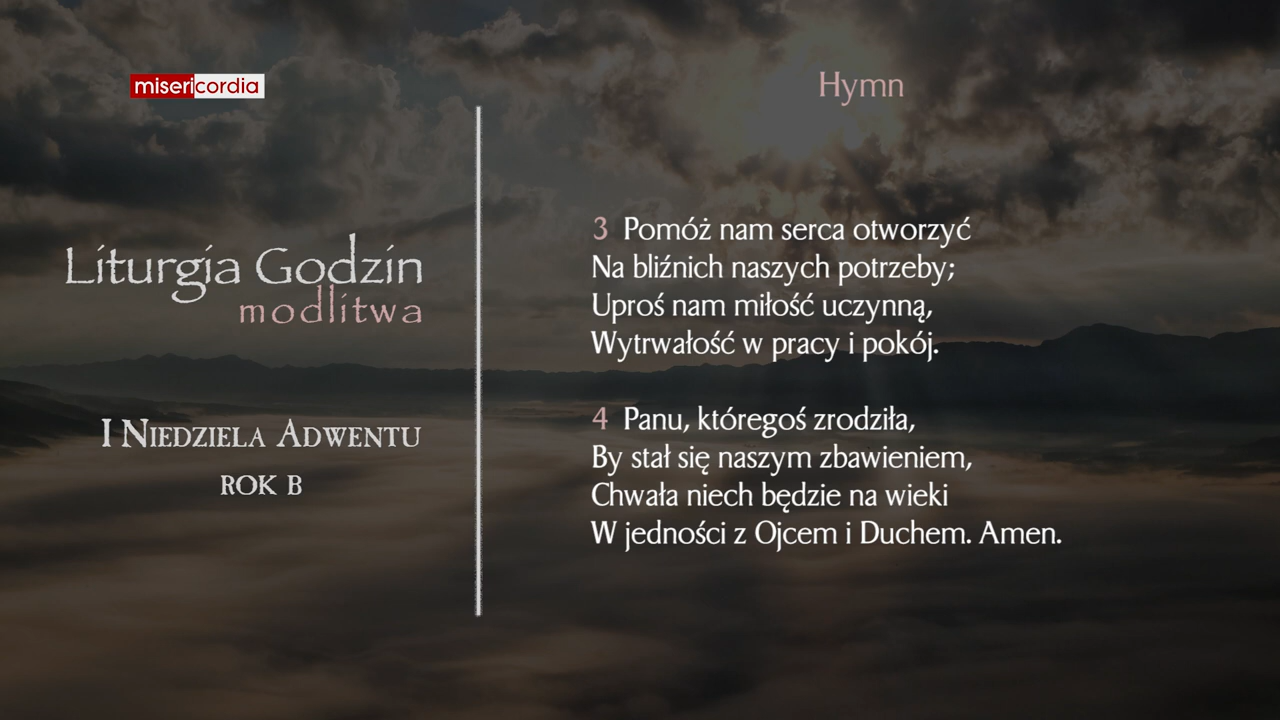 misericordia
Liturgia Godzin
modlitwa
I Niedziela Adwentu
rok B
Hymn
3 Pomóż nam serca otworzyć
Na bliźnich naszych potrzeby;
Uproś nam miłość uczynną,
Wytrwałość w pracy i pokój.
4 Panu, któregoś zrodziła,
By stał się naszym zbawieniem,
Chwała niech będzie na wieki
W jedności z Ojcem i Duchem. Amen.